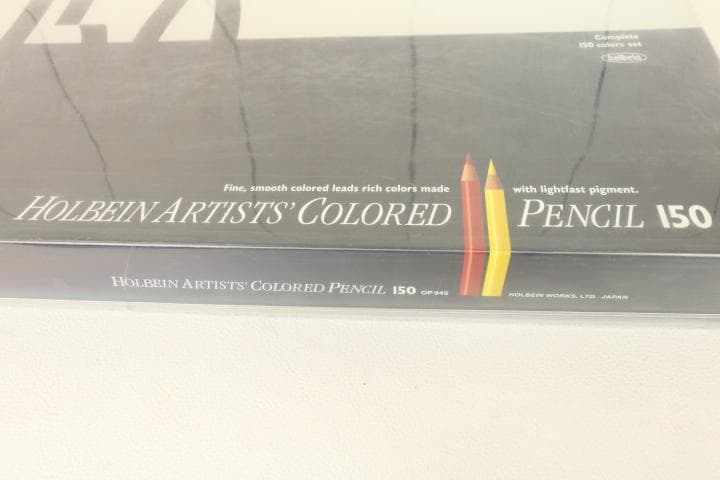 Complete
150 colors set
holbein
Fine, smooth colored leads rich colors made with lightfast pigment.
HOLBEIN ARTISTS' COLORED PENCIL 150
HOLBEIN ARTISTS' COLORED PENCIL 150 OP945 HOLBEIN WORKS, LTD. JAPAN